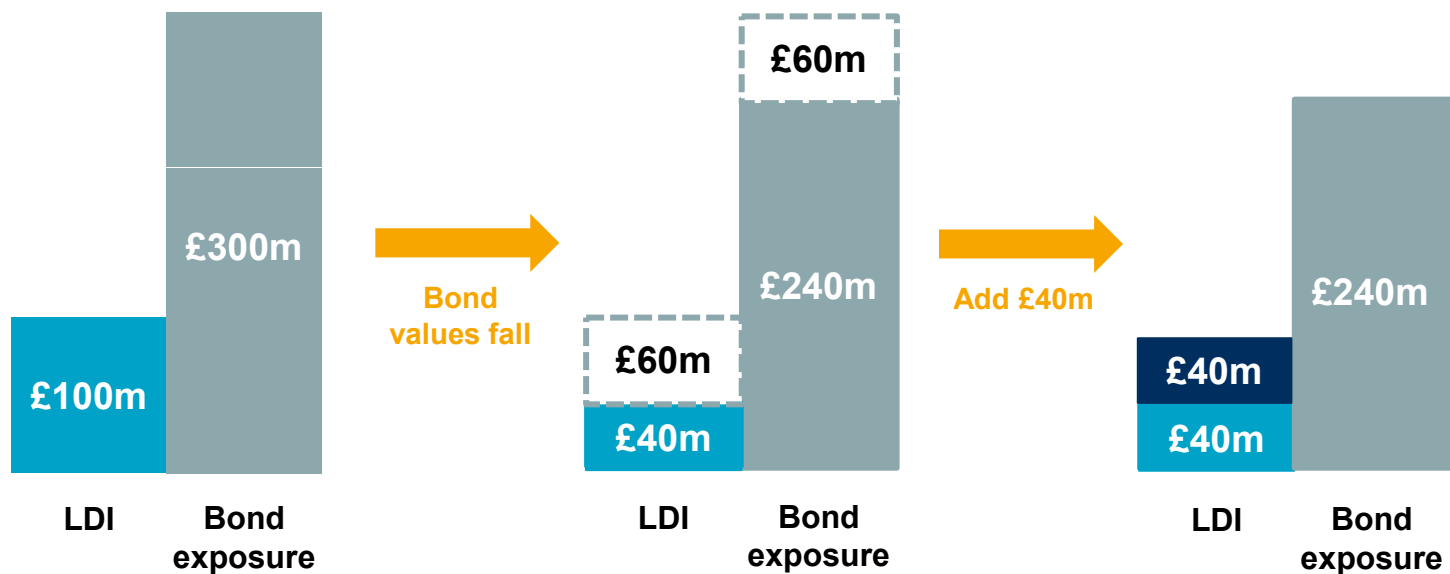 £100m
£300m
LDI
Bond
exposure
Bond
values fall
£60m
£40m
£60m
£240m
LDI
Bond
exposure
Add £40m
£40m
£40m
£240m
LDI
Bond
exposure